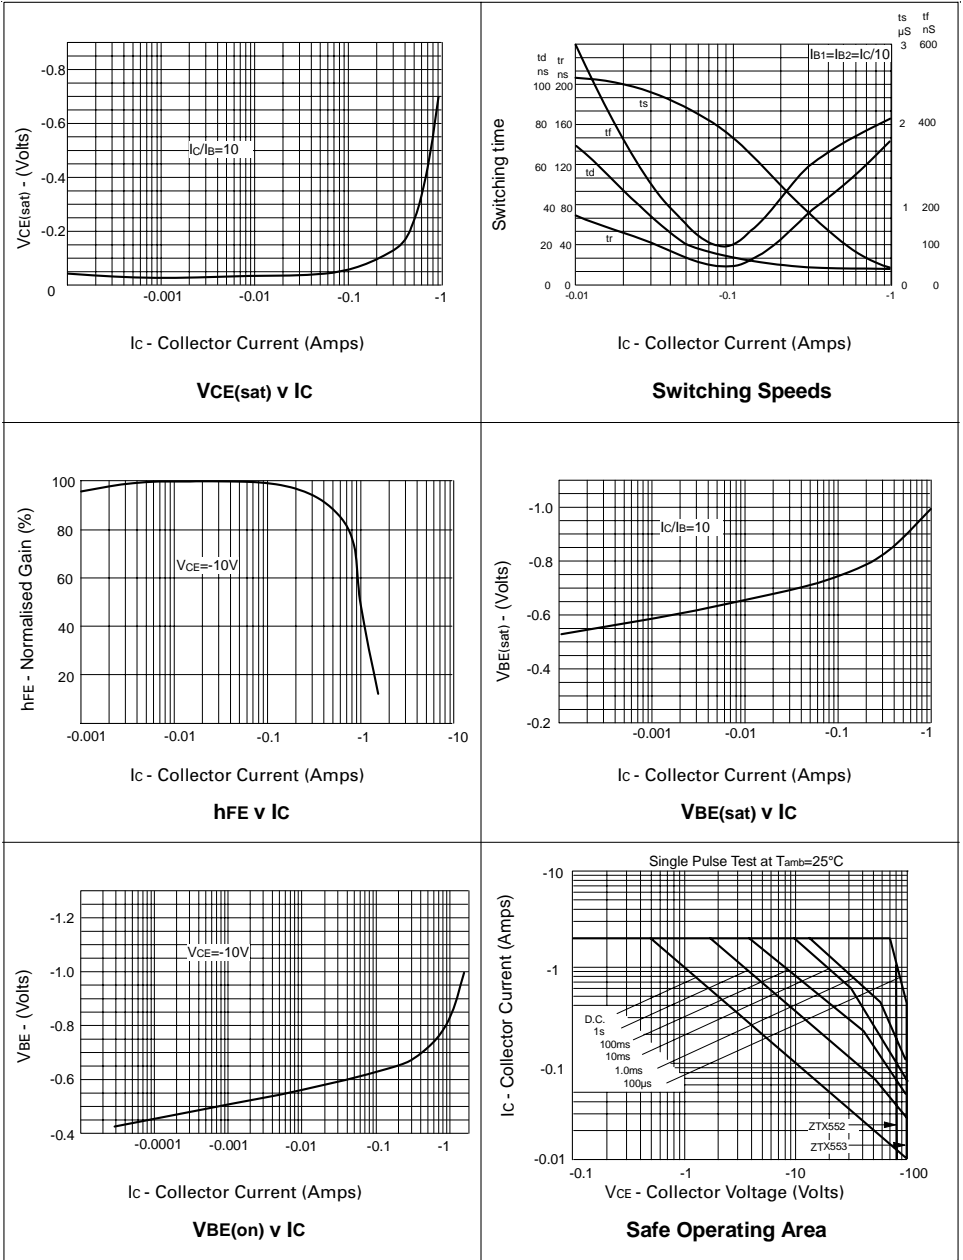 -0.8
-0.6
-0.4
-0.2
0
VCE(sat) - (Volts)
IC/IB=10
-0.001 -0.01 -0.1 -1
IC - Collector Current (Amps)
VCE(sat) v IC
ts tf
µS nS
3 600
2 400
1 200
100
0 0
td tr
ns ns
100 200
80 160
60 120
40 80
20 40
0 0
Switching time
IB1=IB2=IC/10
ts
tf
td
tr
-0.01 -0.1 -1
IC - Collector Current (Amps)
Switching Speeds
100
80
60
40
20
hFE - Normalised Gain (%)
VCE=-10V
-0.001 -0.01 -0.1 -1 -10
IC - Collector Current (Amps)
hFE v IC
-1.0
-0.8
-0.6
-0.4
-0.2
VBE(sat) - (Volts)
IC/IB=10
-0.001 -0.01 -0.1 -1
IC - Collector Current (Amps)
VBE(sat) v IC
-1.2
-1.0
-0.8
-0.6
-0.4
VBE - (Volts)
VCE=-10V
-0.0001 -0.001 -0.01 -0.1 -1
IC - Collector Current (Amps)
VBE(on) v IC
Single Pulse Test at Tamb=25°C
-10
-1
-0.1
-0.01
IC - Collector Current (Amps)
D.C.
1s
100ms
10ms
1.0ms
100µs
ZTX552
ZTX553
-0.1 -1 -10 -100
VCE - Collector Voltage (Volts)
Safe Operating Area